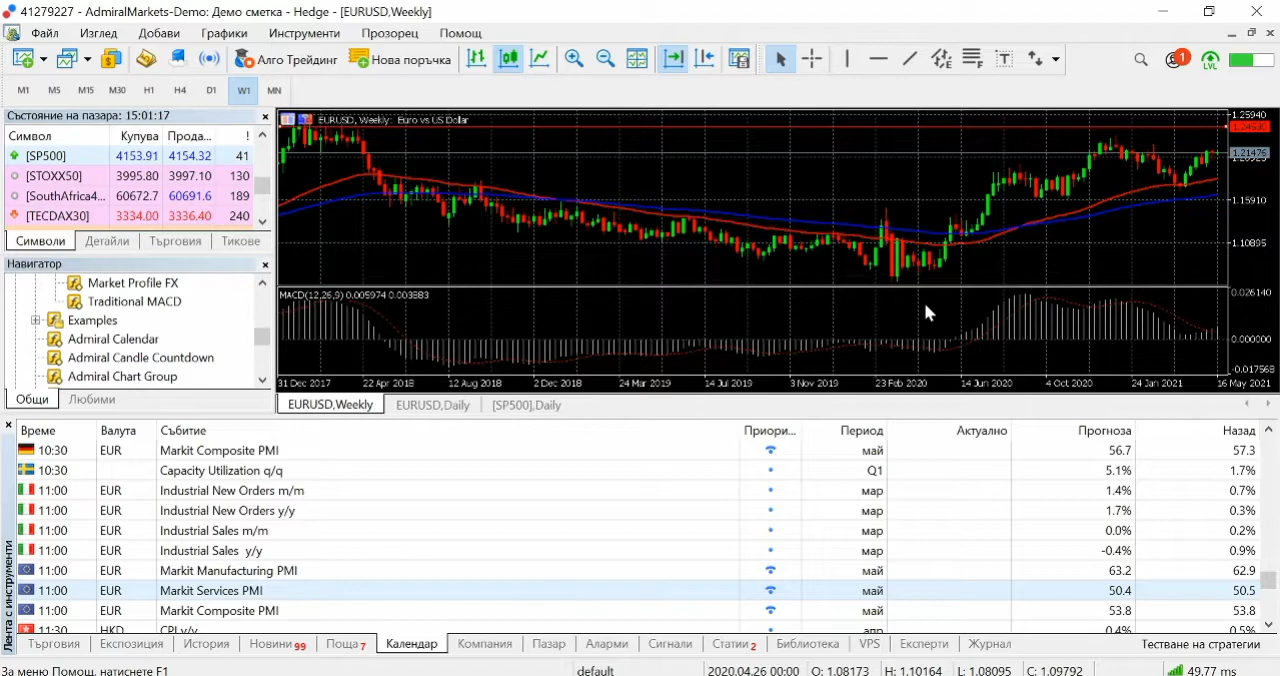 41279227 - AdmiralMarkets-Demo: Демо сметка - Hedge - [EURUSD,Weekly]
Файл Изглед Добави Графики Инструменти Прозорец Помощ
Алго Трейдинг Нова поръчка 1 LVL
M1 M5 M15 M30 H1 H4 D1 W1 MN
Състояние на пазара: 15:01:17
Символ Купува Прода... !
[SP500] 4153.91 4154.32 41
[STOXX50] 3995.80 3997.10 130
[SouthAfrica4... 60672.7 60691.6 189
[TECDAX30] 3334.00 3336.40 240
Символи Детайли Търговия Тикове
Навигатор
Market Profile FX
Traditional MACD
Examples
Admiral Calendar
Admiral Candle Countdown
Admiral Chart Group
Общи Любими
EURUSD, Weekly: Euro vs US Dollar
1.25940
1.21476
1.15910
1.10895
MACD(12,26,9) 0.005974 0.003883
0.026140
0.000000
-0.017568
31 Dec 2017 22 Apr 2018 12 Aug 2018 2 Dec 2018 24 Mar 2019 14 Jul 2019 3 Nov 2019 23 Feb 2020 14 Jun 2020 4 Oct 2020 24 Jan 2021 16 May 2021
EURUSD,Weekly EURUSD,Daily [SP500],Daily
Време Валута Събитие Приори... Период Актуално Прогноза Назад
10:30 EUR Markit Composite PMI май 56.7 57.3
10:30 Capacity Utilization q/q Q1 5.1% 1.7%
11:00 EUR Industrial New Orders m/m мар 1.4% 0.7%
11:00 EUR Industrial New Orders y/y мар 1.7% 0.3%
11:00 EUR Industrial Sales m/m мар 0.0% 0.2%
11:00 EUR Industrial Sales y/y мар -0.4% 0.9%
11:00 EUR Markit Manufacturing PMI май 63.2 62.9
11:00 EUR Markit Services PMI май 50.4 50.5
11:00 EUR Markit Composite PMI май 53.8 53.8
11:30 HKD CPI y/y апр 0.4% 0.5%
Лента с инструменти
Търговия Експозиция История Новини 99 Поща 7 Календар Компания Пазар Аларми Сигнали Статии 2 Библиотека VPS Експерти Журнал Тестване на стратегии
За меню Помощ, натиснете F1 default 2020.04.26 00:00 O: 1.08173 H: 1.10164 L: 1.08095 C: 1.09792 49.77 ms